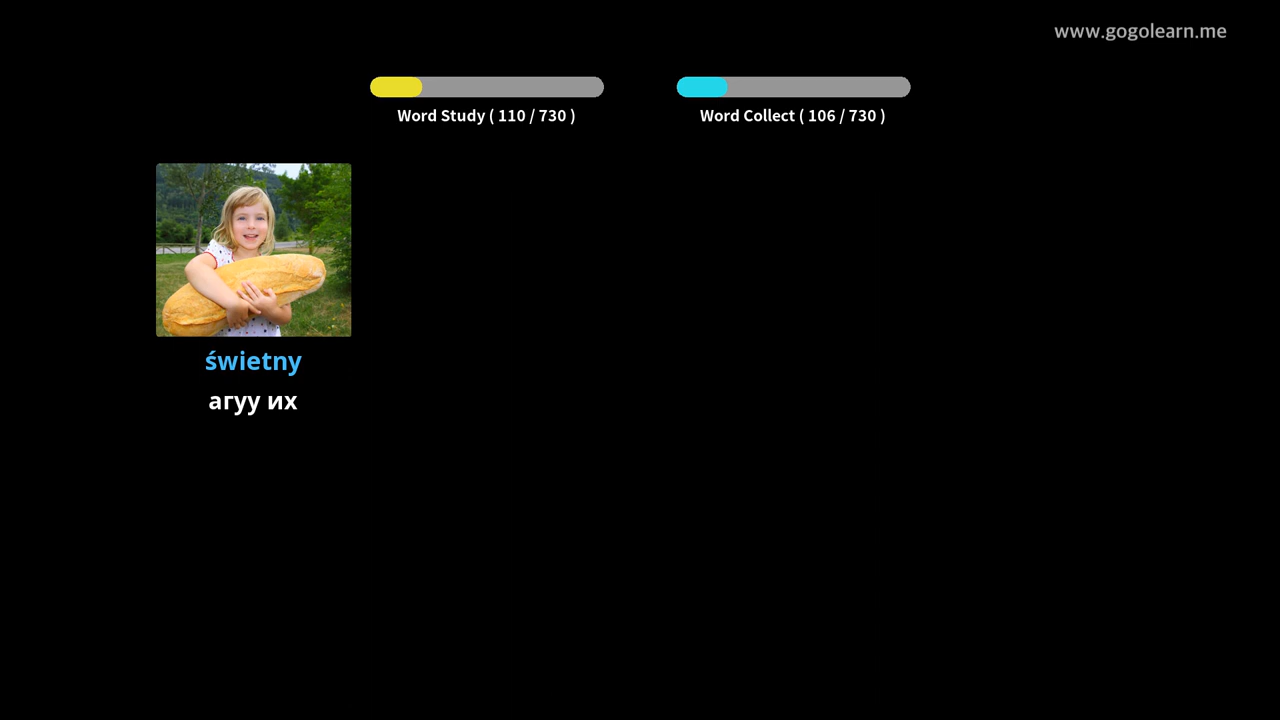 www.gogolearn.me
Word Study ( 110 / 730 )
Word Collect ( 106 / 730 )
świetny
агуу их